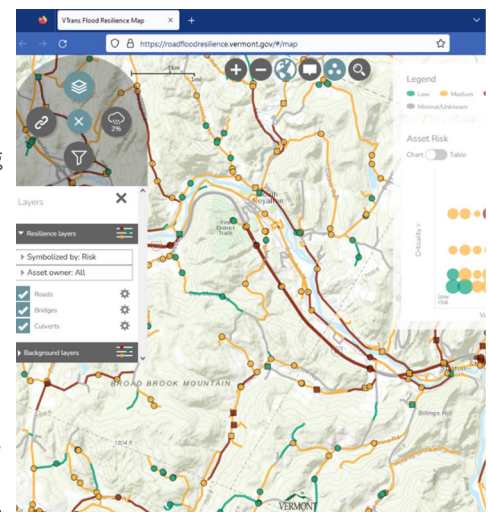 VTrans Flood Resilience Map
https://roadfloodresilience.vermont.gov/#/map
2%
Layers
Resilience layers
Symbolized by: Risk
Asset owner: All
Roads
Bridges
Culverts
Background layers
Legend
Low
Medium
Minimal/Unknown
Asset Risk
Chart
Table
Criticality >
low
risk
Royalton
BROAD BROOK MOUNTAIN
Billings Hill
1804 ft
VERMONT